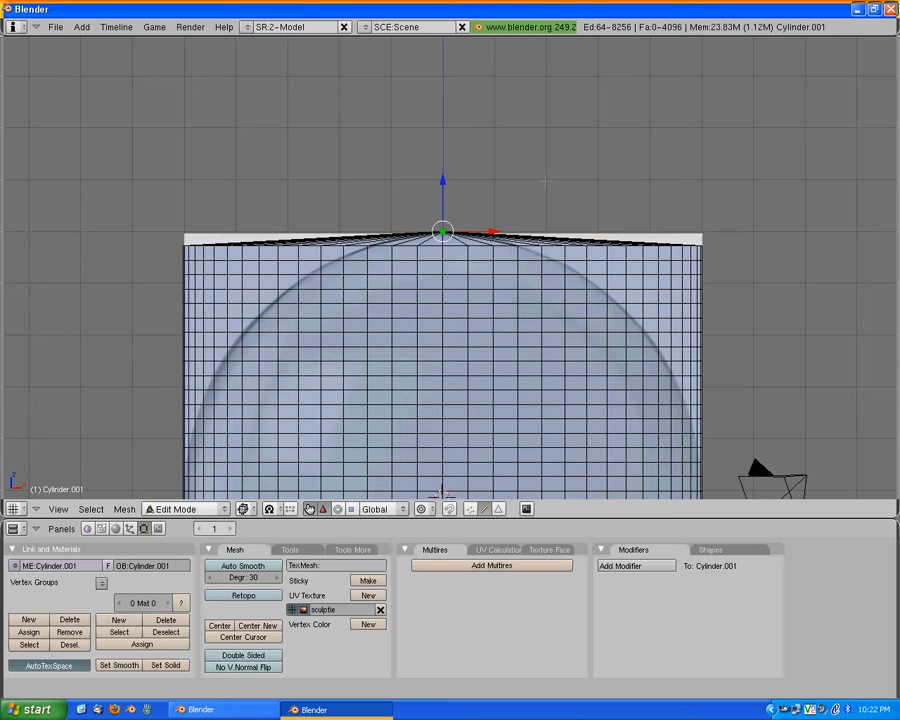 Blender
File Add Timeline Game Render Help SR:2-Model SCE:Scene www.blender.org 249.2 Ed:64-8256 | Fa:0-4096 | Mem:23.83M (1.12M) Cylinder.001
z
x
(1) Cylinder.001
View Select Mesh Edit Mode Global
Panels 1
Link and Materials Mesh Tools Tools More Multires UV Calculation Texture Face Modifiers Shapes
ME:Cylinder.001 F OB:Cylinder.001 Auto Smooth TexMesh: Add Multires Add Modifier To: Cylinder.001
Vertex Groups Degr: 30 Sticky Make
Retopo UV Texture New
0 Mat 0 ? sculptie
New Delete New Delete Center Center New Vertex Color New
Assign Remove Select Deselect Center Cursor
Select Desel. Assign
Double Sided
AutoTexSpace Set Smooth Set Solid No V.Normal Flip
start Blender Blender 10:22 PM